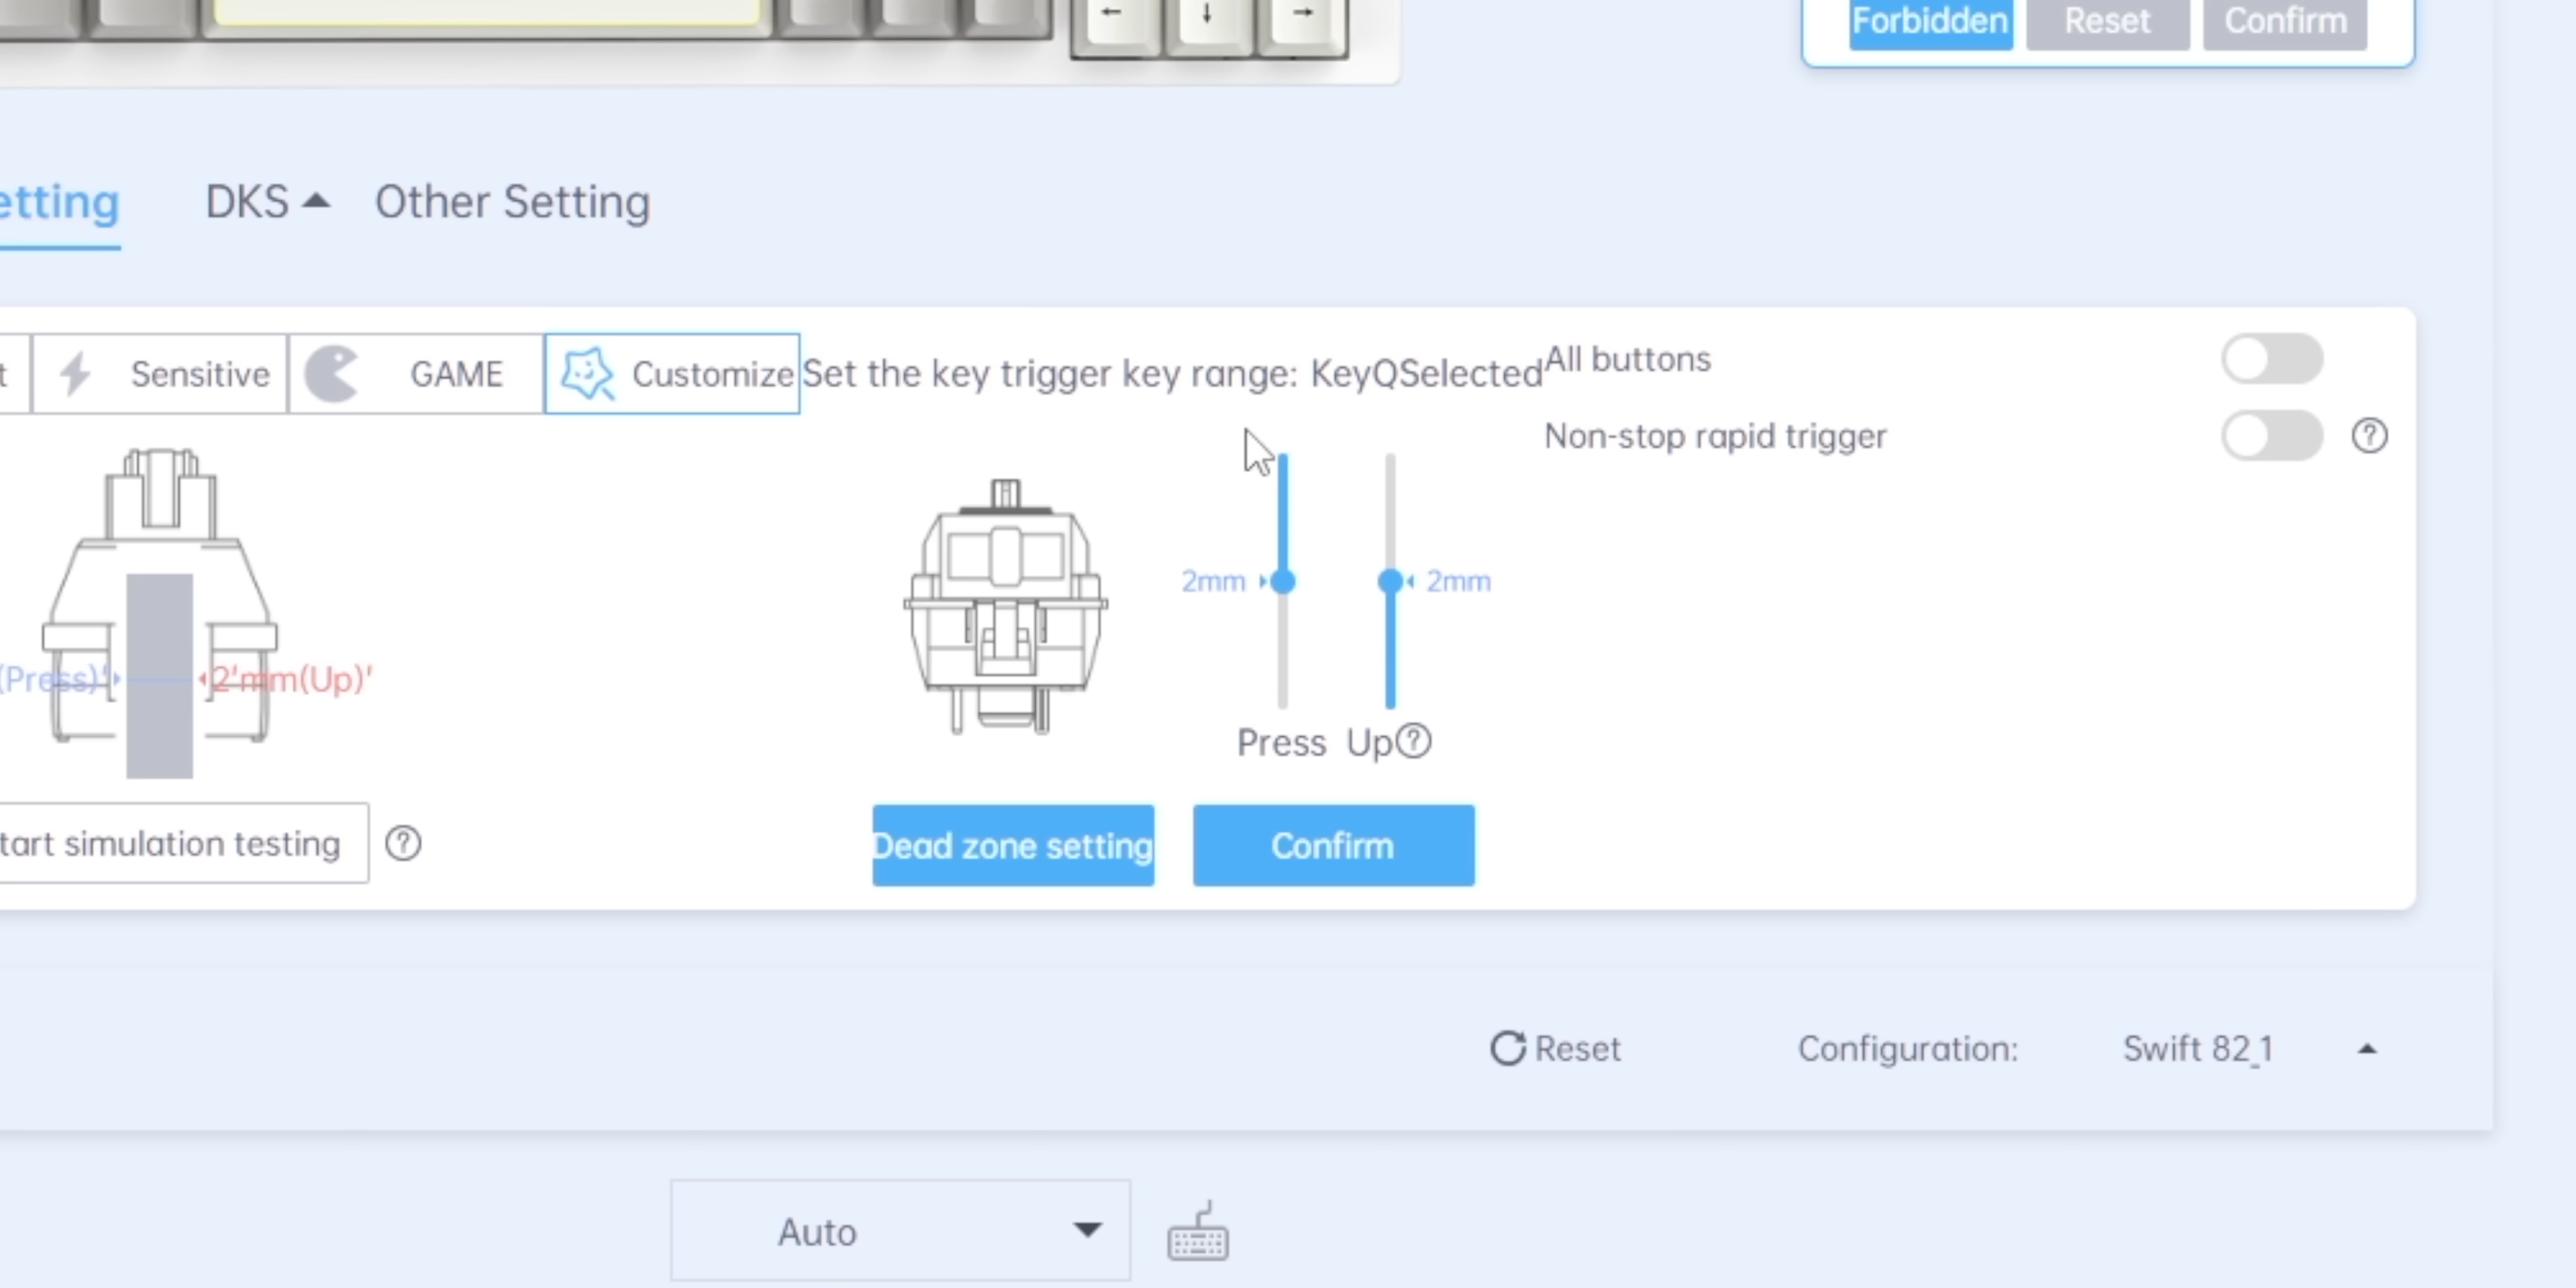 ← ↓ →
Forbidden Reset Confirm
etting DKS Other Setting
t Sensitive GAME Customize Set the key trigger key range: KeyQSelected All buttons
Non-stop rapid trigger ?
2mm 2mm
(Press)' 2'mm(Up)'
Press Up ?
tart simulation testing ? Dead zone setting Confirm
Reset Configuration: Swift 82_1
Auto